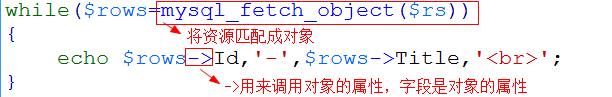 while($rows=mysql_fetch_object($rs))
将资源匹配成对象
{
echo $rows->Id,'-',$rows->Title,'<br>';
->用来调用对象的属性，字段是对象的属性
}